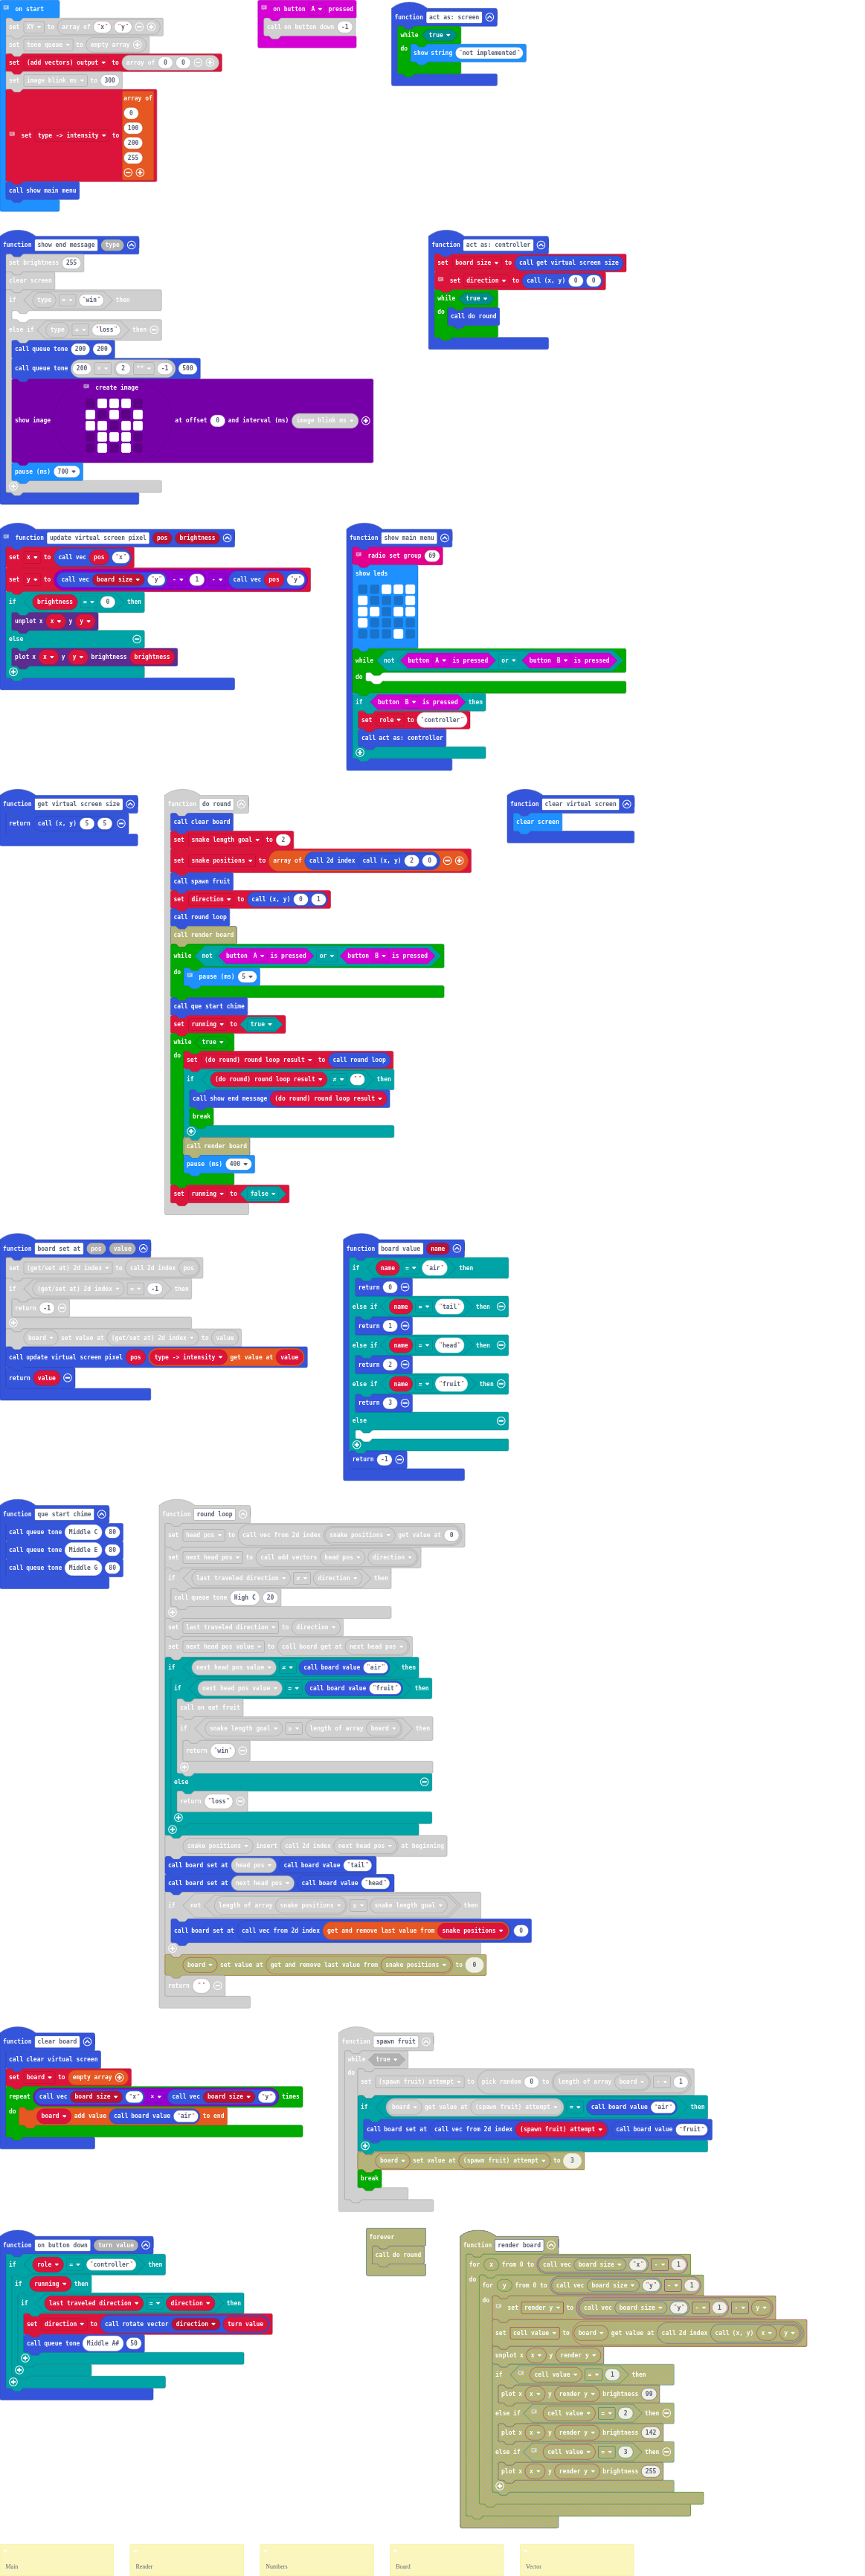 on start
set XY to array of "x" "y"
set tone queue to empty array
set (add vectors) output to array of 0 0
set image blink ms to 300
set type -> intensity to array of
0
100
200
255
call show main menu
on button A pressed
call on button down -1
function act as: screen
while true
do show string "not implemented"
function show end message type
set brightness 255
clear screen
if type = "win" then
else if type = "loss" then
call queue tone 200 200
call queue tone 200 × 2 ** -1 500
create image
show image at offset 0 and interval (ms) image blink ms
pause (ms) 700
function act as: controller
set board size to call get virtual screen size
set direction to call (x, y) 0 0
while true
do call do round
function update virtual screen pixel pos brightness
set x to call vec pos "x"
set y to call vec board size "y" - 1 - call vec pos "y"
if brightness = 0 then
unplot x x y y
else
plot x x y y brightness brightness
function show main menu
radio set group 69
show leds
while not button A is pressed or button B is pressed
do
if button B is pressed then
set role to "controller"
call act as: controller
function get virtual screen size
return call (x, y) 5 5
function do round
call clear board
set snake length goal to 2
set snake positions to array of call 2d index call (x, y) 2 0
call spawn fruit
set direction to call (x, y) 0 1
call round loop
call render board
while not button A is pressed or button B is pressed
do pause (ms) 5
call que start chime
set running to true
while true
do set (do round) round loop result to call round loop
if (do round) round loop result ≠ "" then
call show end message (do round) round loop result
break
call render board
pause (ms) 400
set running to false
function clear virtual screen
clear screen
function board set at pos value
set (get/set at) 2d index to call 2d index pos
if (get/set at) 2d index = -1 then
return -1
board set value at (get/set at) 2d index to value
call update virtual screen pixel pos type -> intensity get value at value
return value
function board value name
if name = "air" then
return 0
else if name = "tail" then
return 1
else if name = "head" then
return 2
else if name = "fruit" then
return 3
else
return -1
function que start chime
call queue tone Middle C 80
call queue tone Middle E 80
call queue tone Middle G 80
function round loop
set head pos to call vec from 2d index snake positions get value at 0
set next head pos to call add vectors head pos direction
if last traveled direction ≠ direction then
call queue tone High C 20
set last traveled direction to direction
set next head pos value to call board get at next head pos
if next head pos value ≠ call board value "air" then
if next head pos value = call board value "fruit" then
call on eat fruit
if snake length goal ≥ length of array board then
return "win"
else
return "loss"
snake positions insert call 2d index next head pos at beginning
call board set at head pos call board value "tail"
call board set at next head pos call board value "head"
if not length of array snake positions ≤ snake length goal then
call board set at call vec from 2d index get and remove last value from snake positions 0
board set value at get and remove last value from snake positions to 0
return ""
function clear board
call clear virtual screen
set board to empty array
repeat call vec board size "x" × call vec board size "y" times
do board add value call board value "air" to end
function spawn fruit
while true
do set (spawn fruit) attempt to pick random 0 to length of array board - 1
if board get value at (spawn fruit) attempt = call board value "air" then
call board set at call vec from 2d index (spawn fruit) attempt call board value "fruit"
board set value at (spawn fruit) attempt to 3
break
function on button down turn value
if role = "controller" then
if running then
if last traveled direction = direction then
set direction to call rotate vector direction turn value
call queue tone Middle A# 50
forever
call do round
function render board
for x from 0 to call vec board size "x" - 1
do for y from 0 to call vec board size "y" - 1
do set render y to call vec board size "y" - 1 - y
set cell value to board get value at call 2d index call (x, y) x y
unplot x x y render y
if cell value = 1 then
plot x x y render y brightness 99
else if cell value = 2 then
plot x x y render y brightness 142
else if cell value = 3 then
plot x x y render y brightness 255
Main
Render
Numbers
Board
Vector